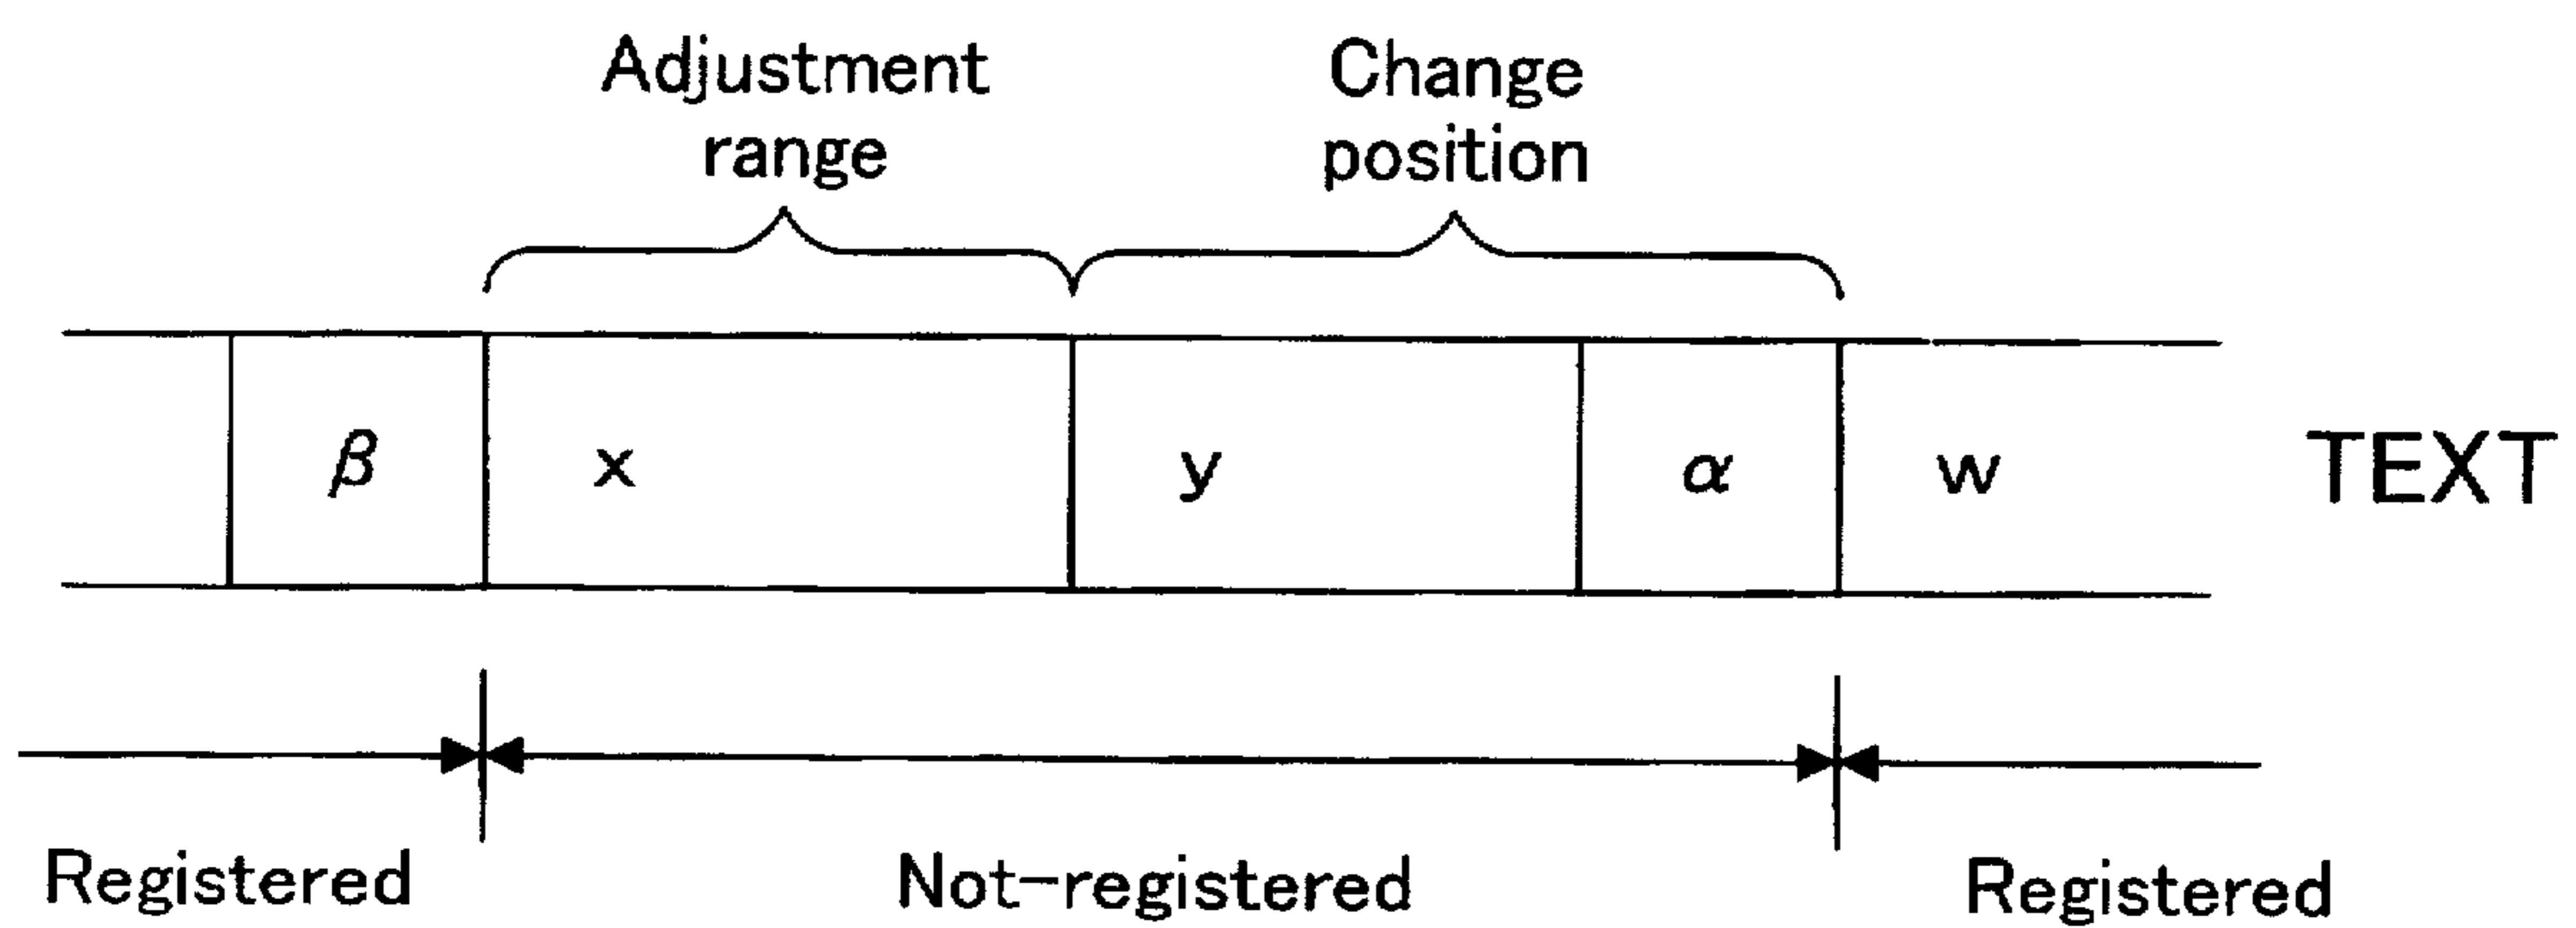 Adjustment
range
Change
position
β x y α w TEXT
Registered Not-registered Registered